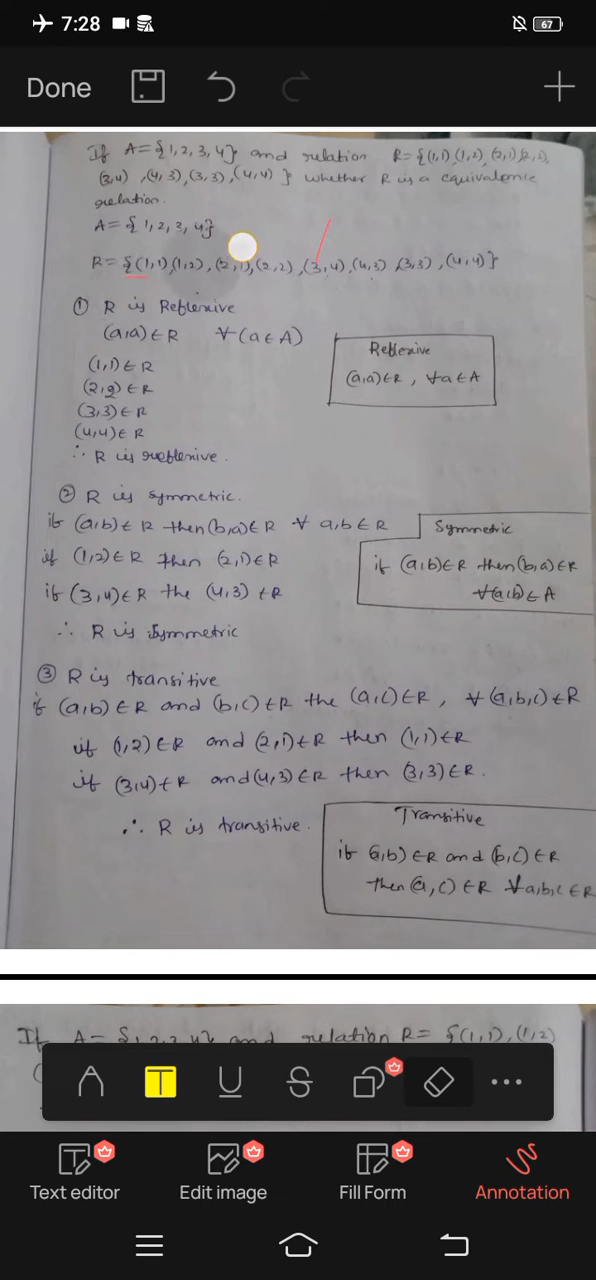 7:28
67
Done
If A={1,2,3,4} and relation R={(1,1)(1,2),(2,1)(2,2),
(3,4),(4,3),(3,3),(4,4)} whether R is a equivalence
relation.
A={1,2,3,4}
R={(1,1),(1,2),(2,1),(2,2),(3,4),(4,3),(3,3),(4,4)}
① R is Reflexive
(a,a)∈R ∀(a∈A)
(1,1)∈R
(2,2)∈R
(3,3)∈R
(4,4)∈R
∴ R is reflexive.
Reflexive
(a,a)∈R, ∀a∈A
② R is symmetric.
if (a,b)∈R then(b,a)∈R ∀ a,b∈R
if (1,2)∈R then (2,1)∈R
if (3,4)∈R the (4,3)∈R
∴ R is Symmetric
Symmetric
if (a,b)∈R then(b,a)∈R
∀(a,b)∈A
③ R is transitive
if (a,b)∈R and (b,c)∈R the (a,c)∈R, ∀(a,b,c)∈R
if (1,2)∈R and (2,1)∈R then (1,1)∈R
if (3,4)∈R and(4,3)∈R then (3,3)∈R.
∴ R is transitive.
Transitive
if (a,b)∈R and (b,c)∈R
then (a,c)∈R ∀a,b,c∈R
If A={1,2,3,4} and relation R={(1,1),(1,2)
T
U
S
Text editor
Edit image
Fill Form
Annotation